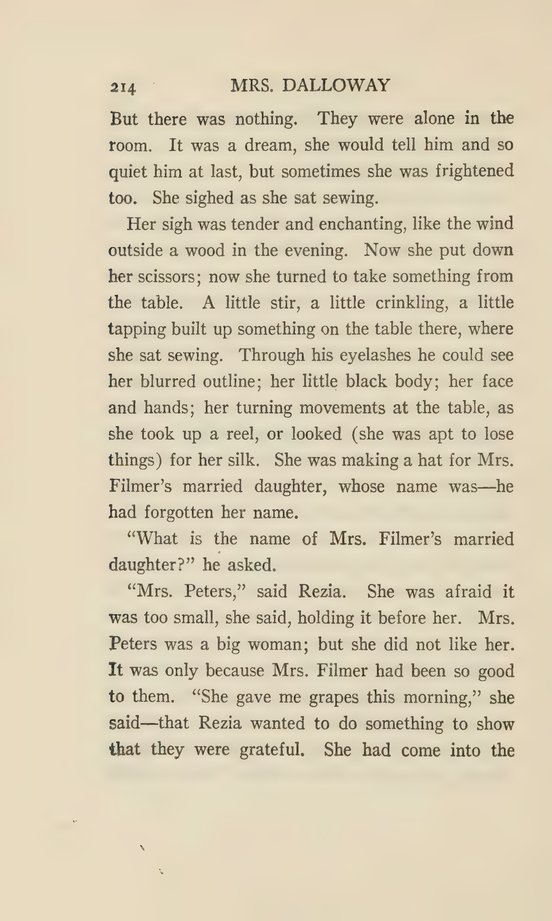 214 MRS. DALLOWAY
But there was nothing. They were alone in the
room. It was a dream, she would tell him and so
quiet him at last, but sometimes she was frightened
too. She sighed as she sat sewing.
Her sigh was tender and enchanting, like the wind
outside a wood in the evening. Now she put down
her scissors; now she turned to take something from
the table. A little stir, a little crinkling, a little
tapping built up something on the table there, where
she sat sewing. Through his eyelashes he could see
her blurred outline; her little black body; her face
and hands; her turning movements at the table, as
she took up a reel, or looked (she was apt to lose
things) for her silk. She was making a hat for Mrs.
Filmer's married daughter, whose name was—he
had forgotten her name.
"What is the name of Mrs. Filmer's married
daughter?" he asked.
"Mrs. Peters," said Rezia. She was afraid it
was too small, she said, holding it before her. Mrs.
Peters was a big woman; but she did not like her.
It was only because Mrs. Filmer had been so good
to them. "She gave me grapes this morning," she
said—that Rezia wanted to do something to show
that they were grateful. She had come into the